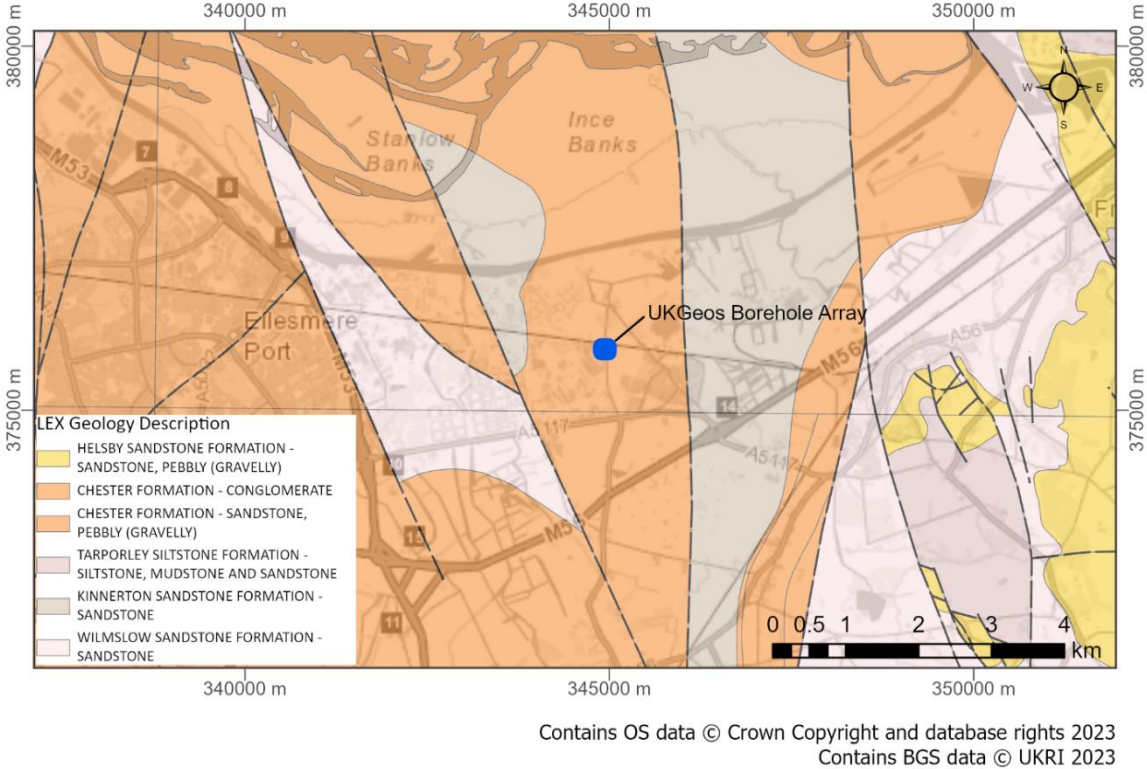 340000 m
345000 m
350000 m
380000 m
380000 m
N
W
E
S
7
M53
8
9
Stanlow
Banks
Ince
Banks
Fr
UKGeos Borehole Array
Ellesmere
Port
A56
M56
14
375000 m
375000 m
A5117
A5117
10
15
11
LEX Geology Description
HELSBY SANDSTONE FORMATION -
SANDSTONE, PEBBLY (GRAVELLY)
CHESTER FORMATION - CONGLOMERATE
CHESTER FORMATION - SANDSTONE,
PEBBLY (GRAVELLY)
TARPORLEY SILTSTONE FORMATION -
SILTSTONE, MUDSTONE AND SANDSTONE
KINNERTON SANDSTONE FORMATION -
SANDSTONE
WILMSLOW SANDSTONE FORMATION -
SANDSTONE
0 0.5 1 2 3 4
km
340000 m
345000 m
350000 m
Contains OS data © Crown Copyright and database rights 2023
Contains BGS data © UKRI 2023